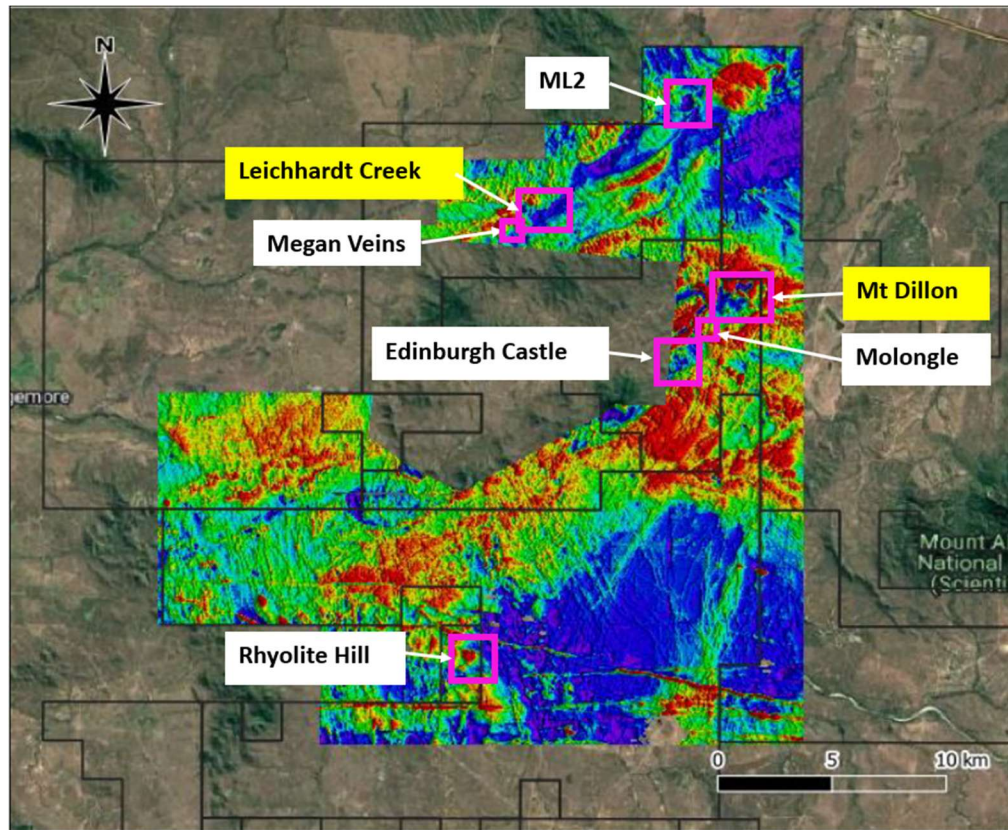 N
ML2
Leichhardt Creek
Megan Veins
Mt Dillon
Edinburgh Castle
Molongle
gemore
Mount A
National
(Scient
Rhyolite Hill
0 5 10 km